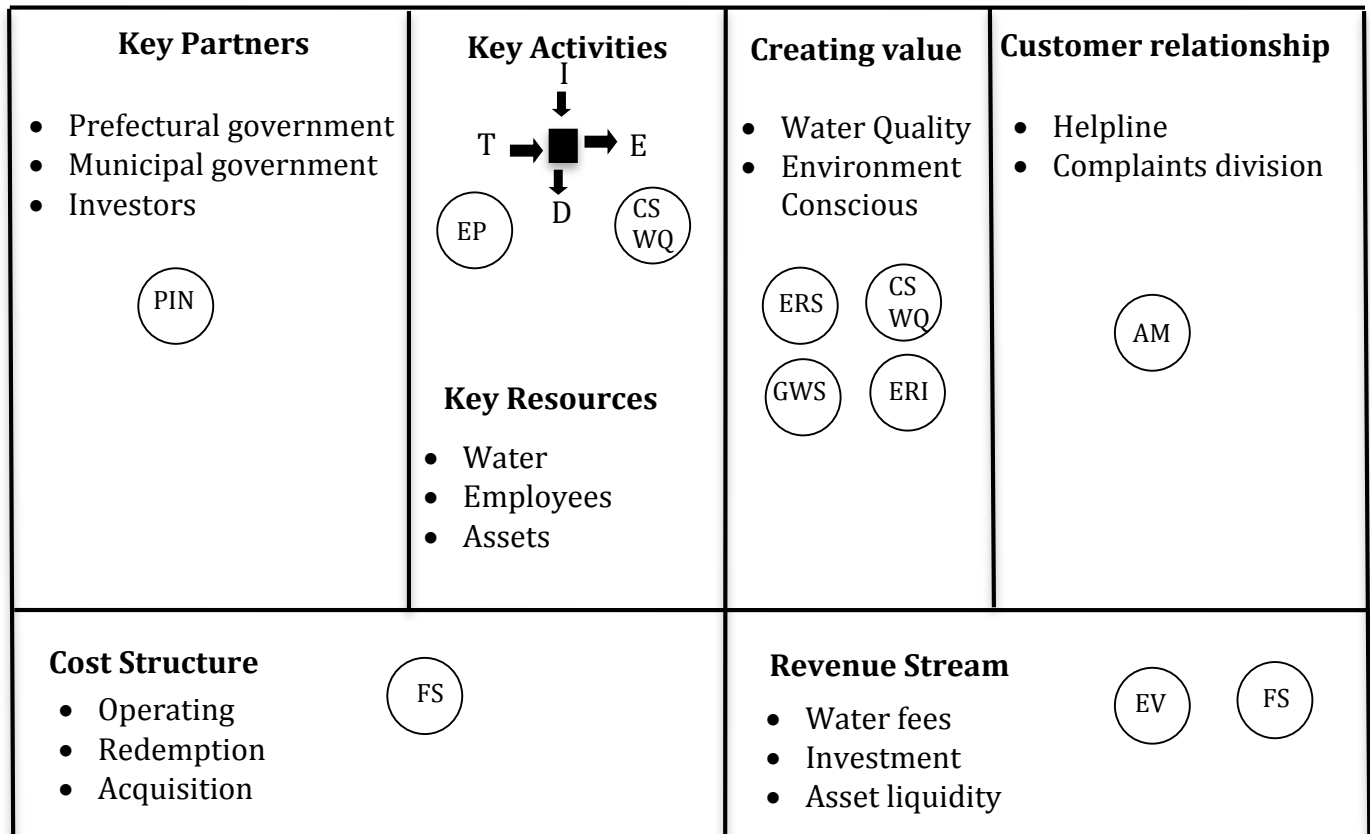 Key Partners
• Prefectural government
• Municipal government
• Investors
PIN
Key Activities
I
T
E
D
EP
CS
WQ
Key Resources
• Water
• Employees
• Assets
Creating value
• Water Quality
• Environment
Conscious
ERS
CS
WQ
GWS
ERI
Customer relationship
• Helpline
• Complaints division
AM
Cost Structure
• Operating
• Redemption
• Acquisition
FS
Revenue Stream
• Water fees
• Investment
• Asset liquidity
EV
FS